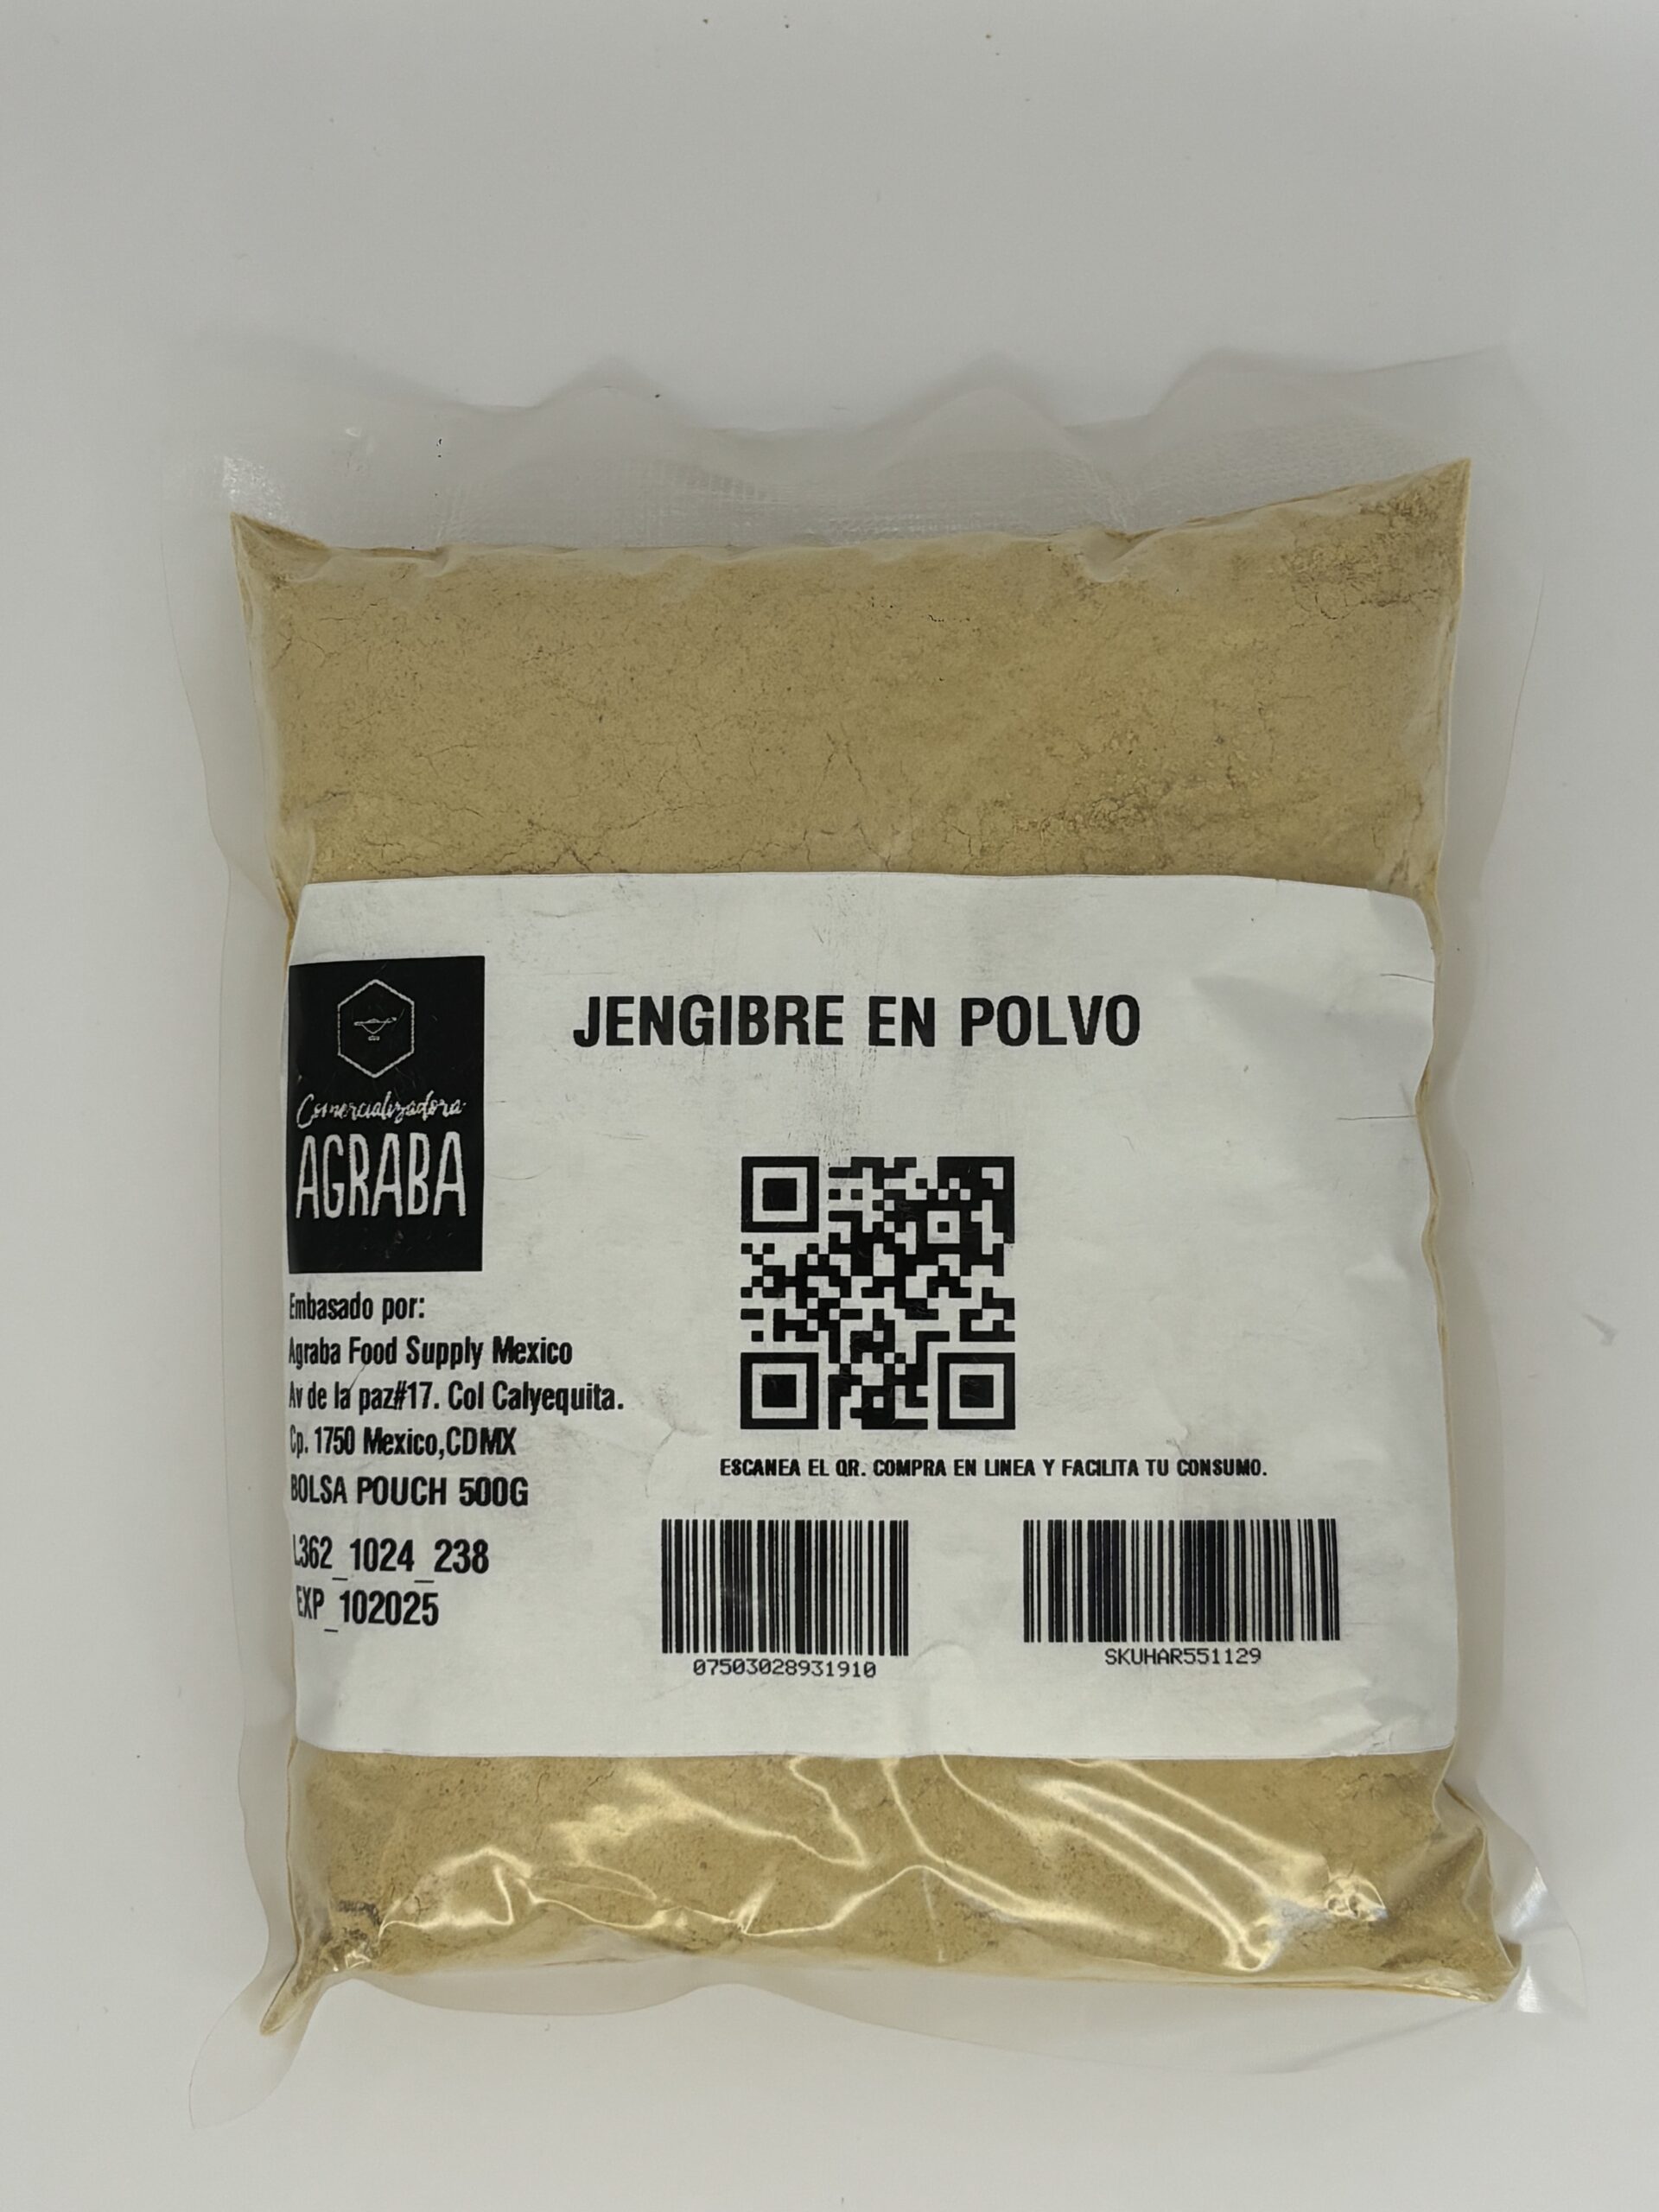 JENGIBRE EN POLVO
Comercializadora
AGRABA
Embasado por:
Agraba Food Supply Mexico
Av de la paz#17. Col Calyequita.
Cp. 1750 Mexico,CDMX
BOLSA POUCH 500G
L362_1024_238
EXP_102025
ESCANEA EL QR. COMPRA EN LINEA Y FACILITA TU CONSUMO.
07503028931910
SKUHAR551129